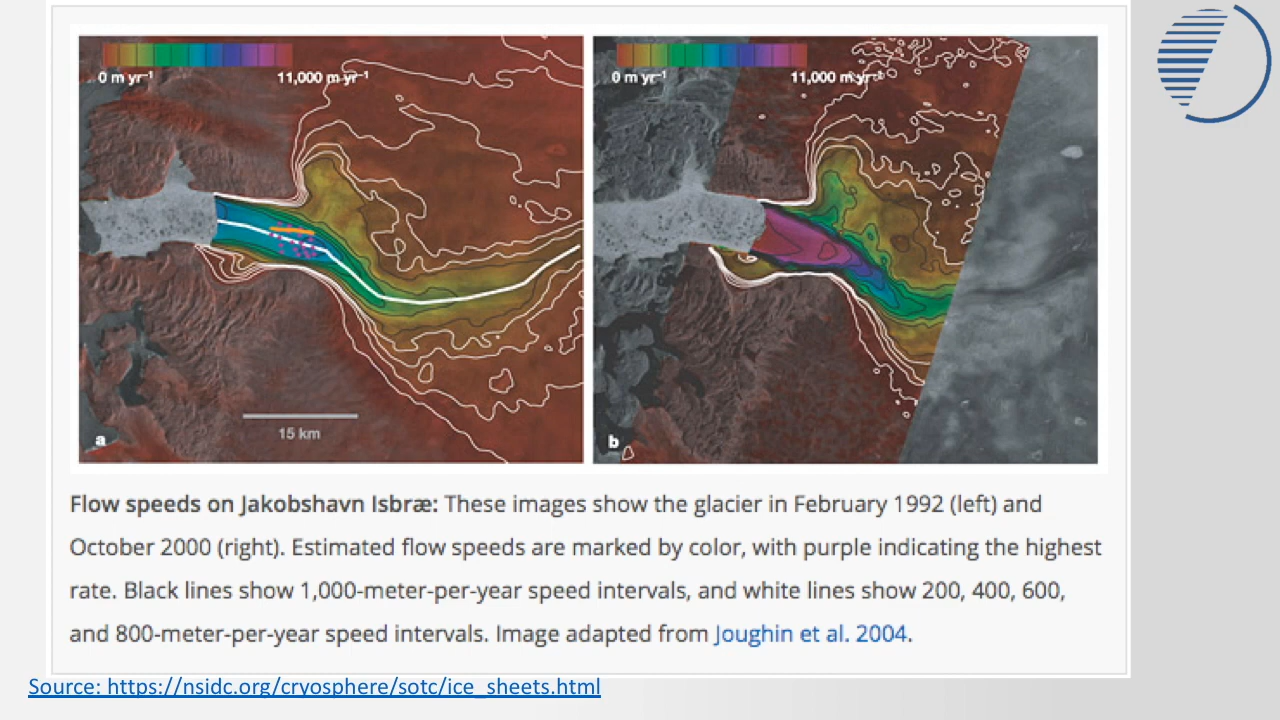 0 m yr⁻¹ 11,000 m yr⁻¹
0 m yr⁻¹ 11,000 m yr⁻¹
15 km
a
b
Flow speeds on Jakobshavn Isbræ: These images show the glacier in February 1992 (left) and
October 2000 (right). Estimated flow speeds are marked by color, with purple indicating the highest
rate. Black lines show 1,000-meter-per-year speed intervals, and white lines show 200, 400, 600,
and 800-meter-per-year speed intervals. Image adapted from Joughin et al. 2004.
Source: https://nsidc.org/cryosphere/sotc/ice_sheets.html